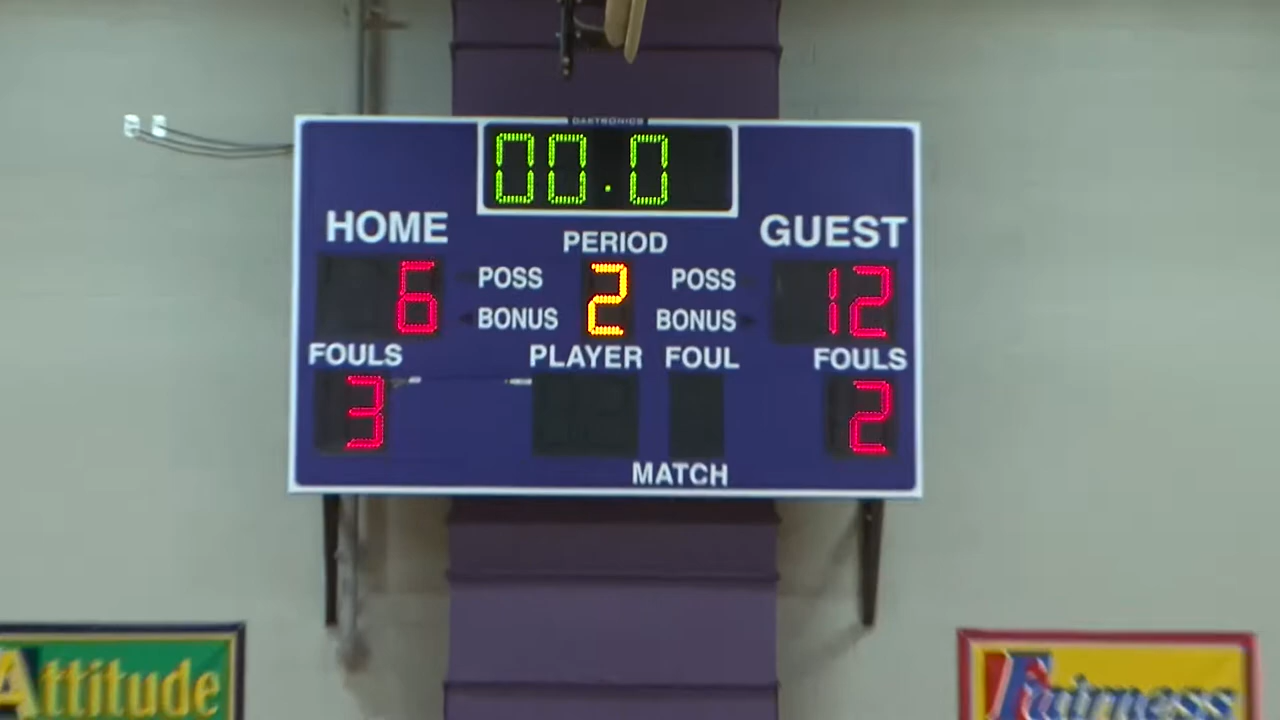 DAKTRONICS
00.0
HOME
GUEST
PERIOD
6
POSS
2
POSS
12
BONUS
BONUS
FOULS
PLAYER
FOUL
FOULS
3
2
MATCH
Attitude
Fairness